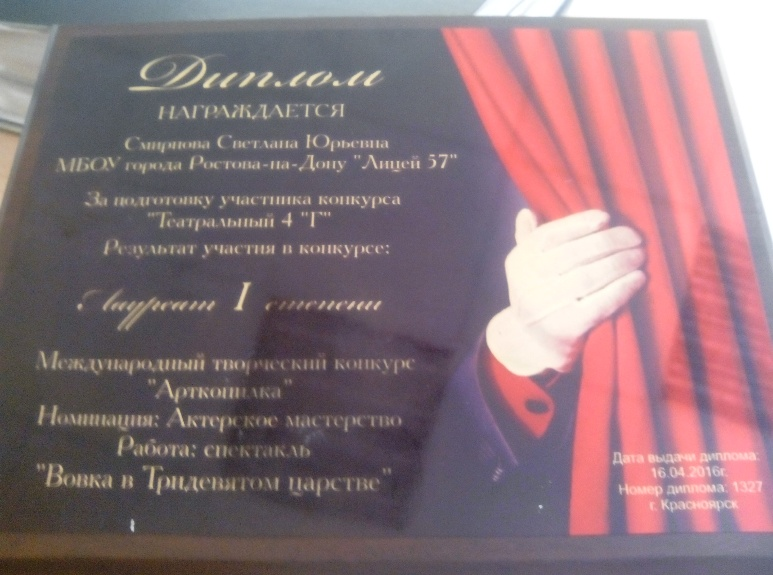 Диплом
НАГРАЖДАЕТСЯ
Смирнова Светлана Юрьевна
МБОУ города Ростова-на-Дону "Лицей 57"
За подготовку участника конкурса
"Театральный 4 "Г"
Результат участия в конкурсе:
Лауреат I степени
Международный творческий конкурс
"Артконилка"
Номинация: Актерское мастерство
Работа: спектакль
"Вовка в Тридевятом царстве"
Дата выдачи диплома:
16.04.2016г.
Номер диплома: 1327
г. Красноярск